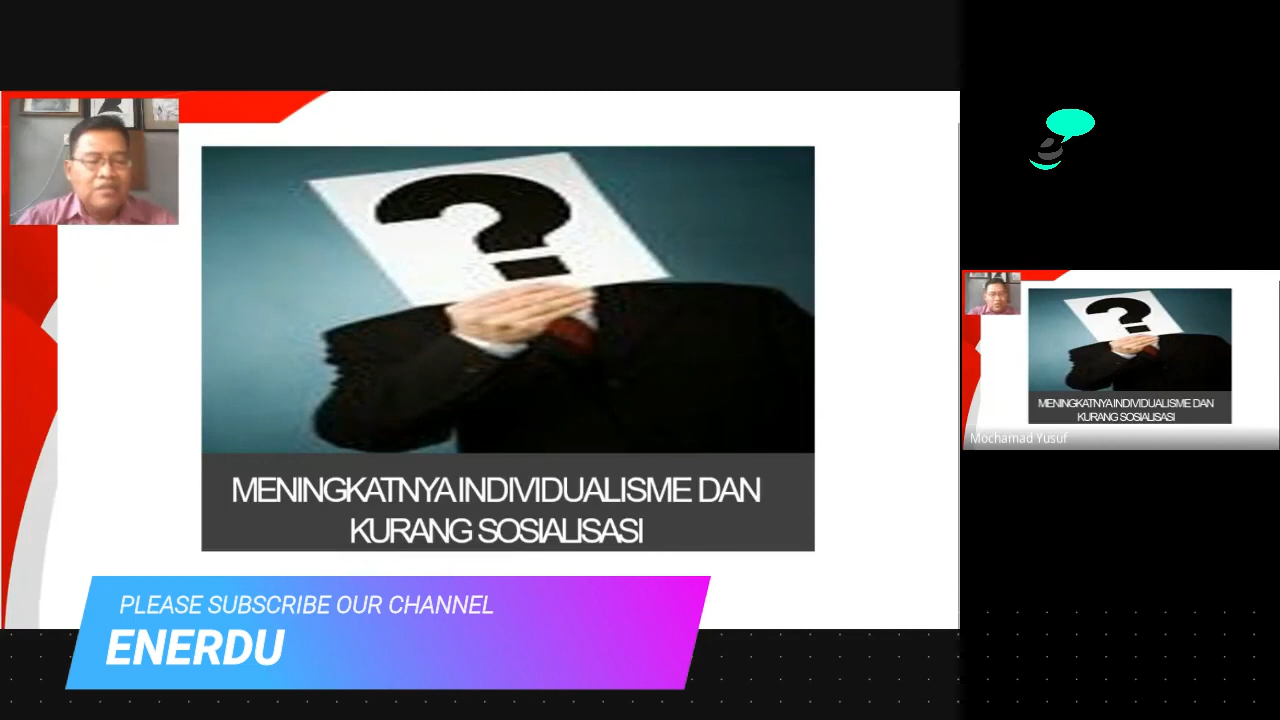 MENINGKATNYA INDIVIDUALISME DAN
KURANG SOSIALISASI
PLEASE SUBSCRIBE OUR CHANNEL
ENERDU
?
MENINGKATNYA INDIVIDUALISME DAN
KURANG SOSIALISASI
Mochamad Yusuf
?